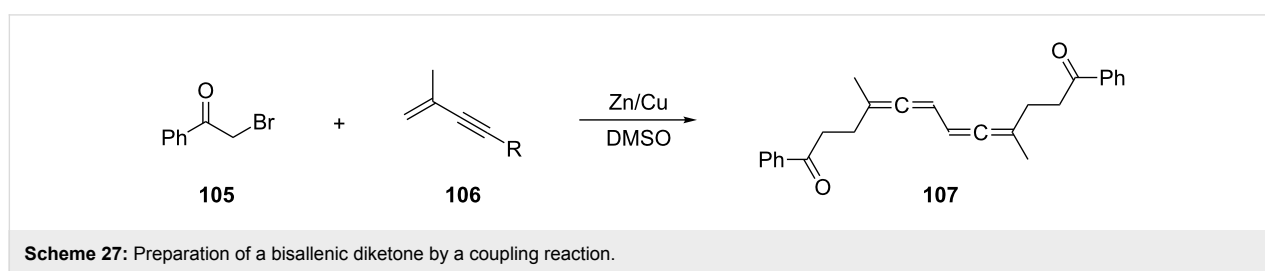 O
Ph
Br
105
+
R
106
Zn/Cu
DMSO
O
Ph
C
C
Ph
O
107
Scheme 27: Preparation of a bisallenic diketone by a coupling reaction.